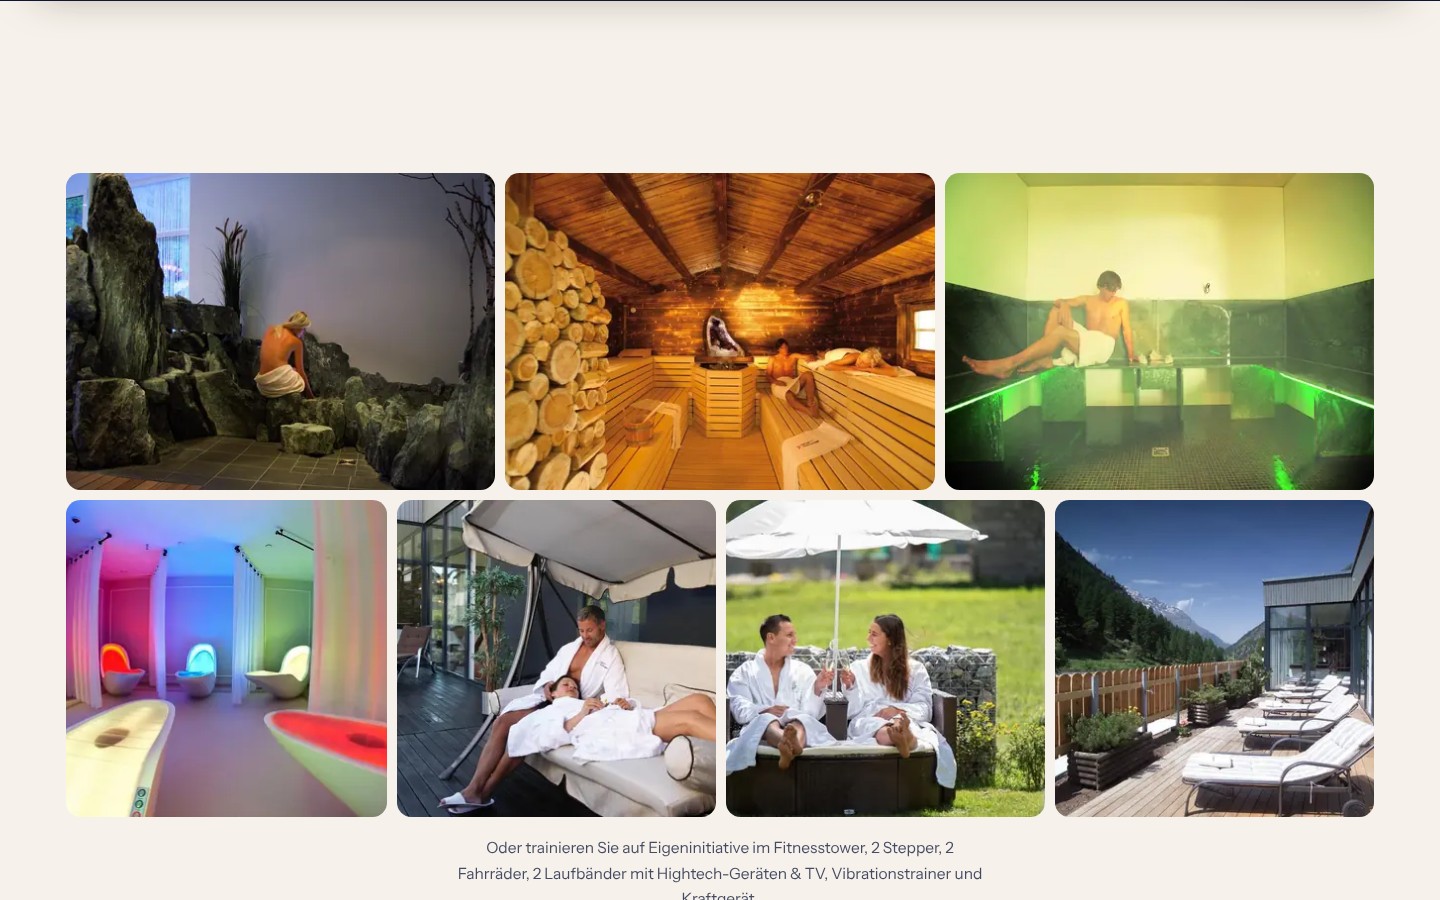 Oder trainieren Sie auf Eigeninitiative im Fitnesstower, 2 Stepper, 2
Fahrräder, 2 Laufbänder mit Hightech-Geräten & TV, Vibrationstrainer und
Kraftgerät.